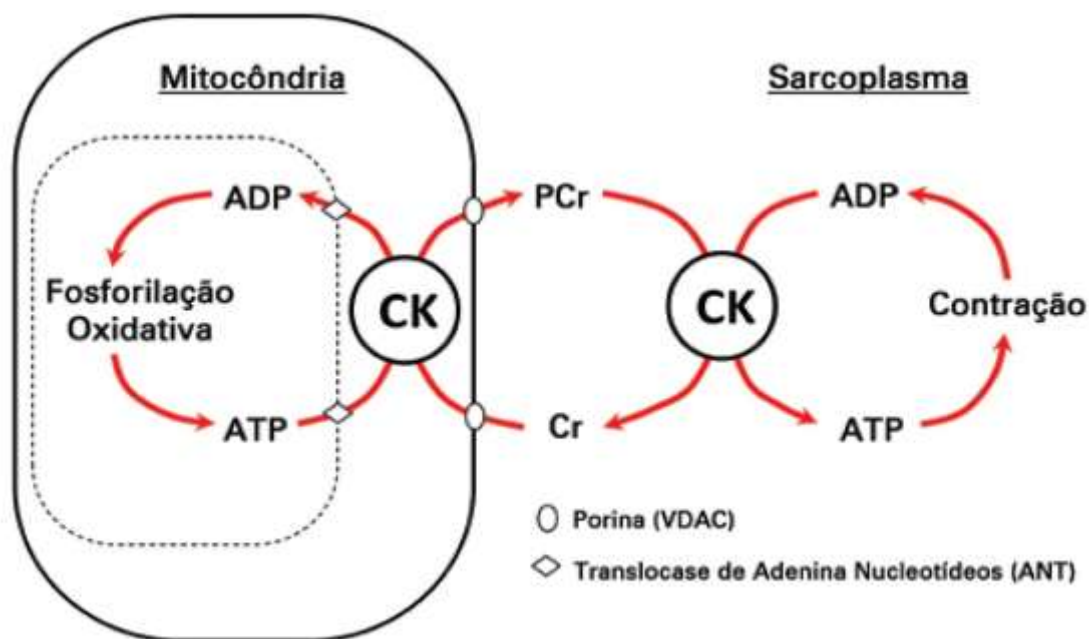 Mitocôndria
Sarcoplasma
ADP
PCr
ADP
Fosforilação
Oxidativa
CK
CK
Contração
ATP
Cr
ATP
Porina (VDAC)
Translocase de Adenina Nucleotídeos (ANT)